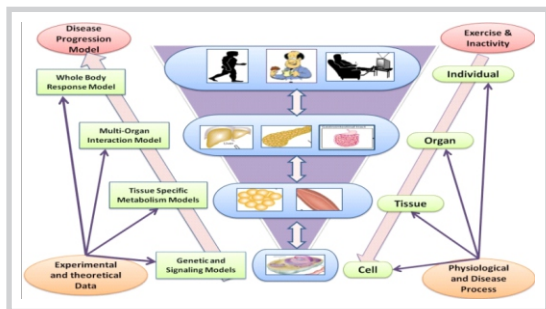 Disease
Progression
Model
Exercise &
Inactivity
Whole Body
Response Model
Individual
Multi-Organ
Interaction Model
Organ
Tissue Specific
Metabolism Models
Tissue
Experimental
and theoretical
Data
Genetic and
Signaling Models
Cell
Physiological
and Disease
Process